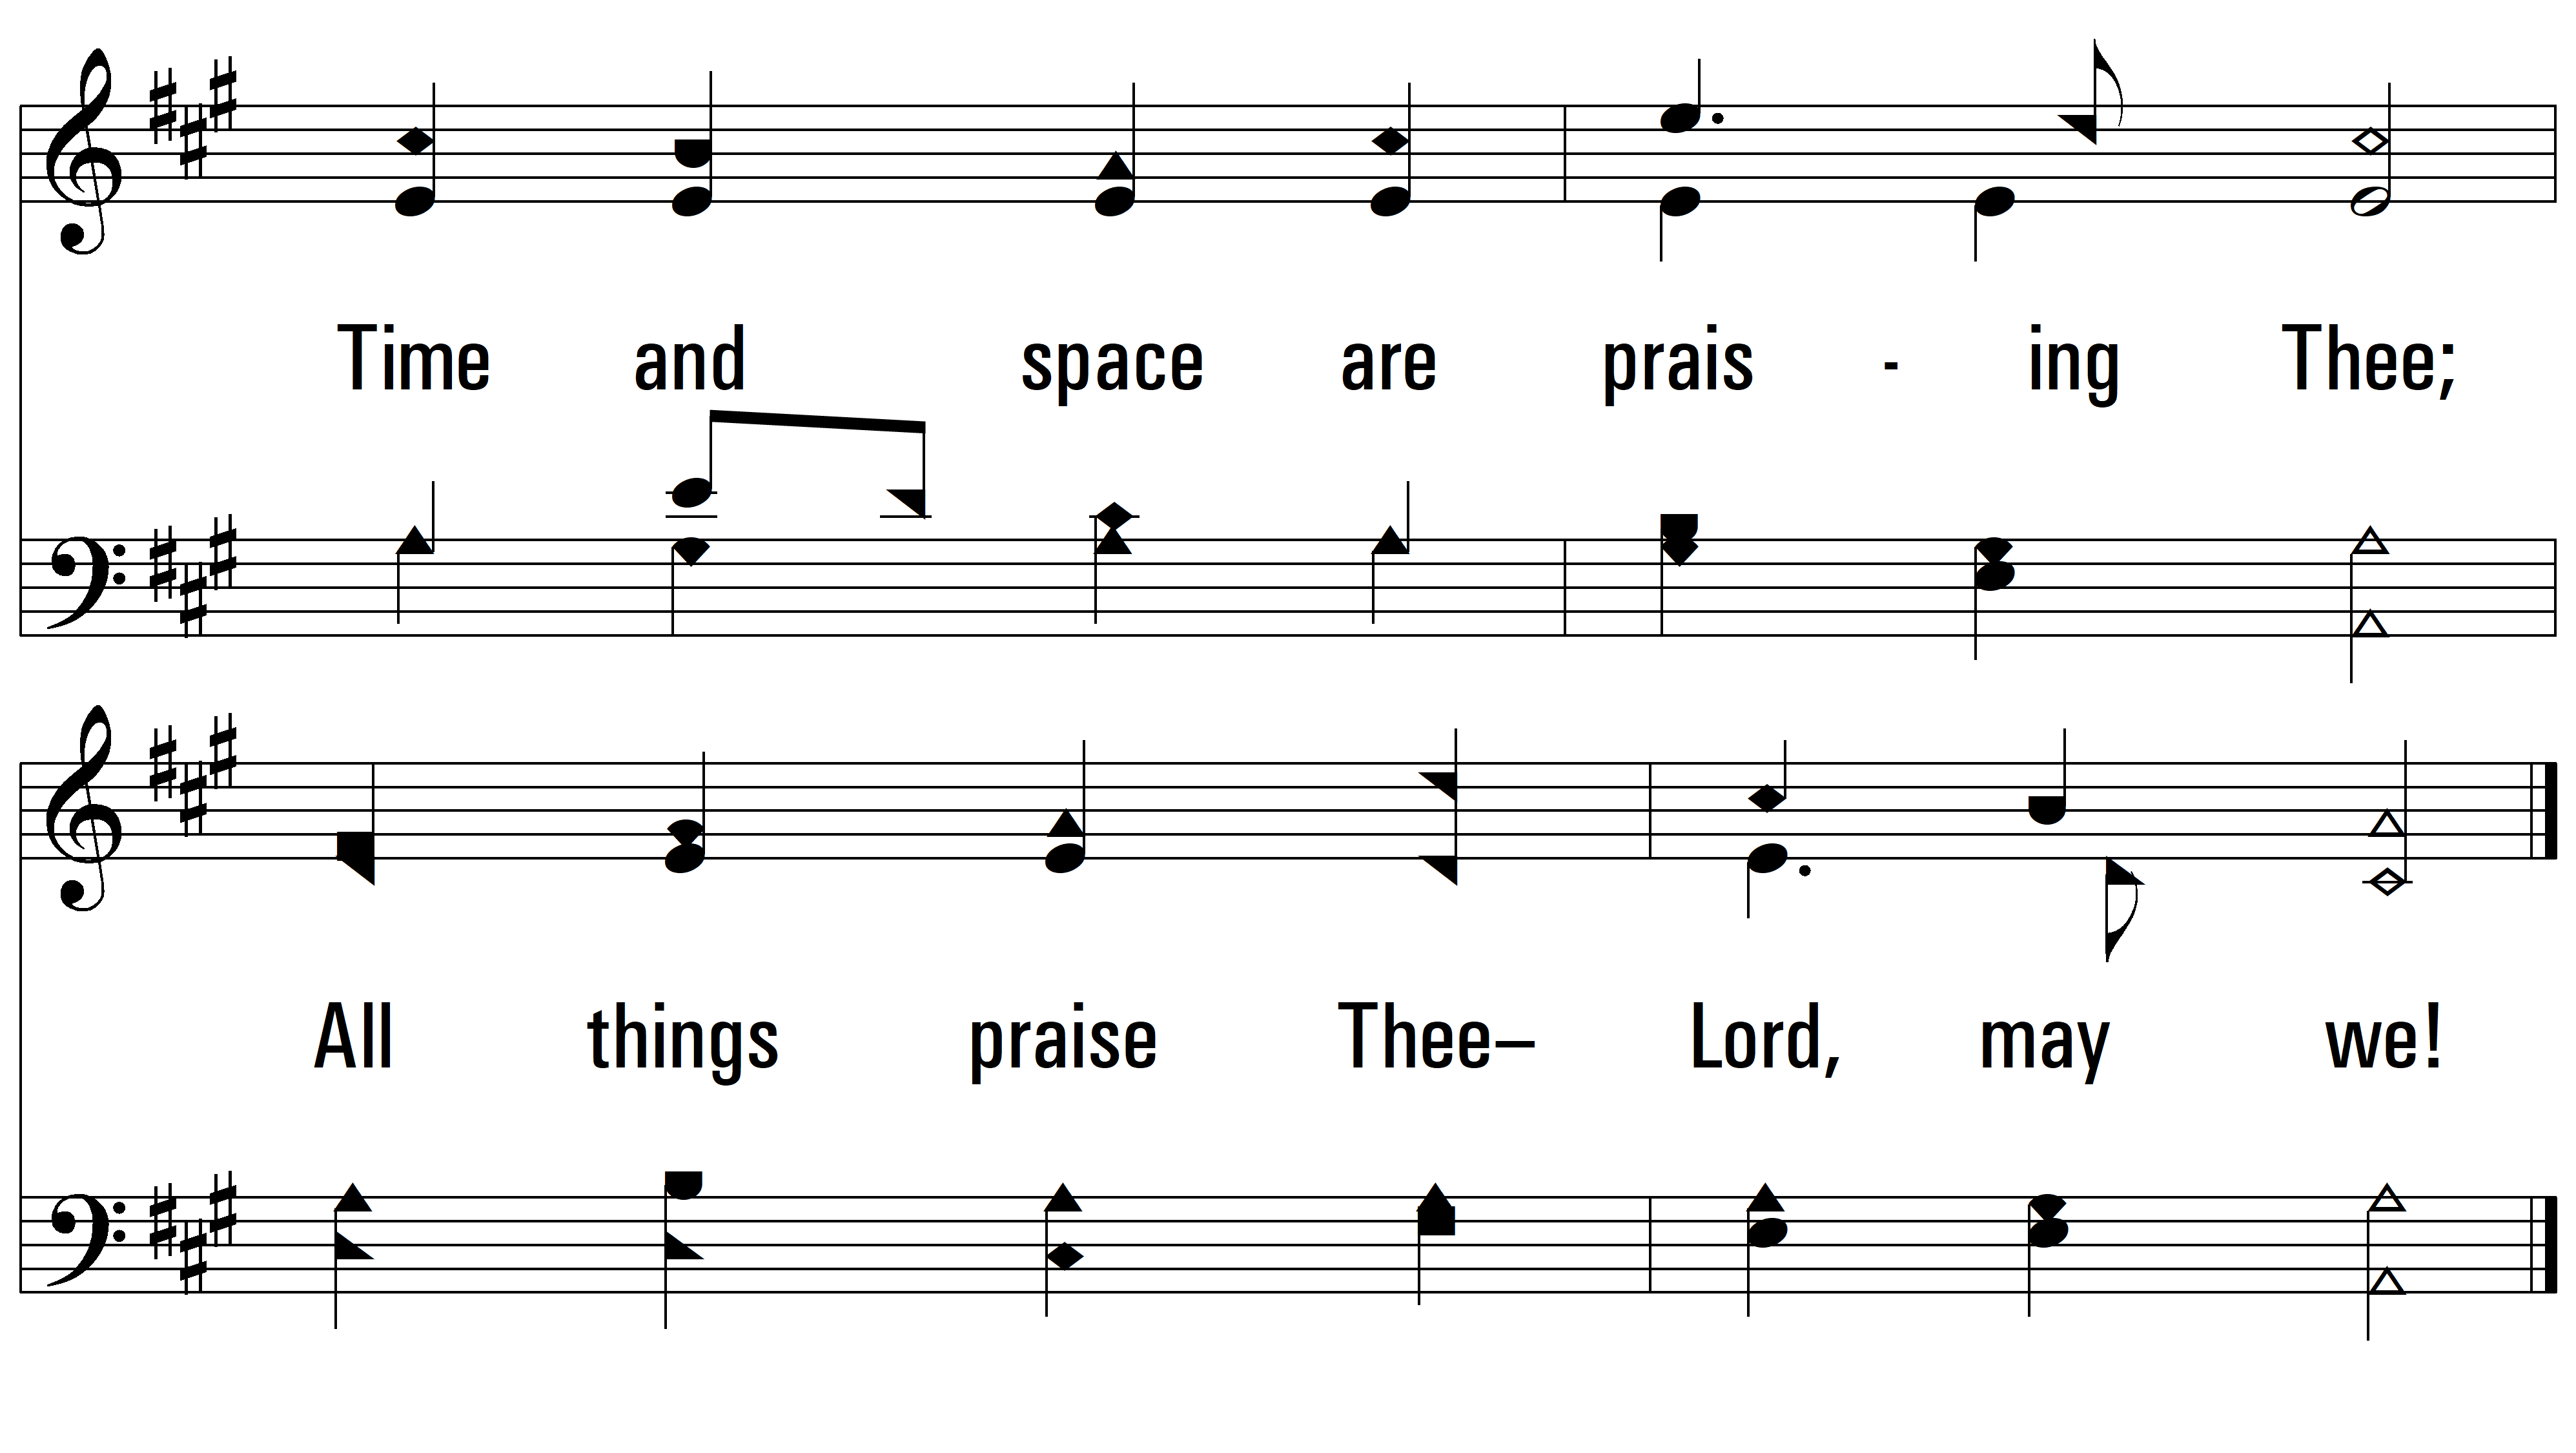 Time and space are prais - ing Thee;
All things praise Thee– Lord, may we!